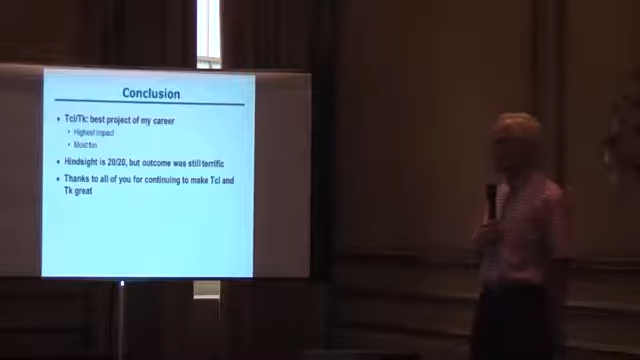 Conclusion
• Tcl/Tk: best project of my career
• Highest impact
• Most fun
• Hindsight is 20/20, but outcome was still terrific
• Thanks to all of you for continuing to make Tcl and
Tk great